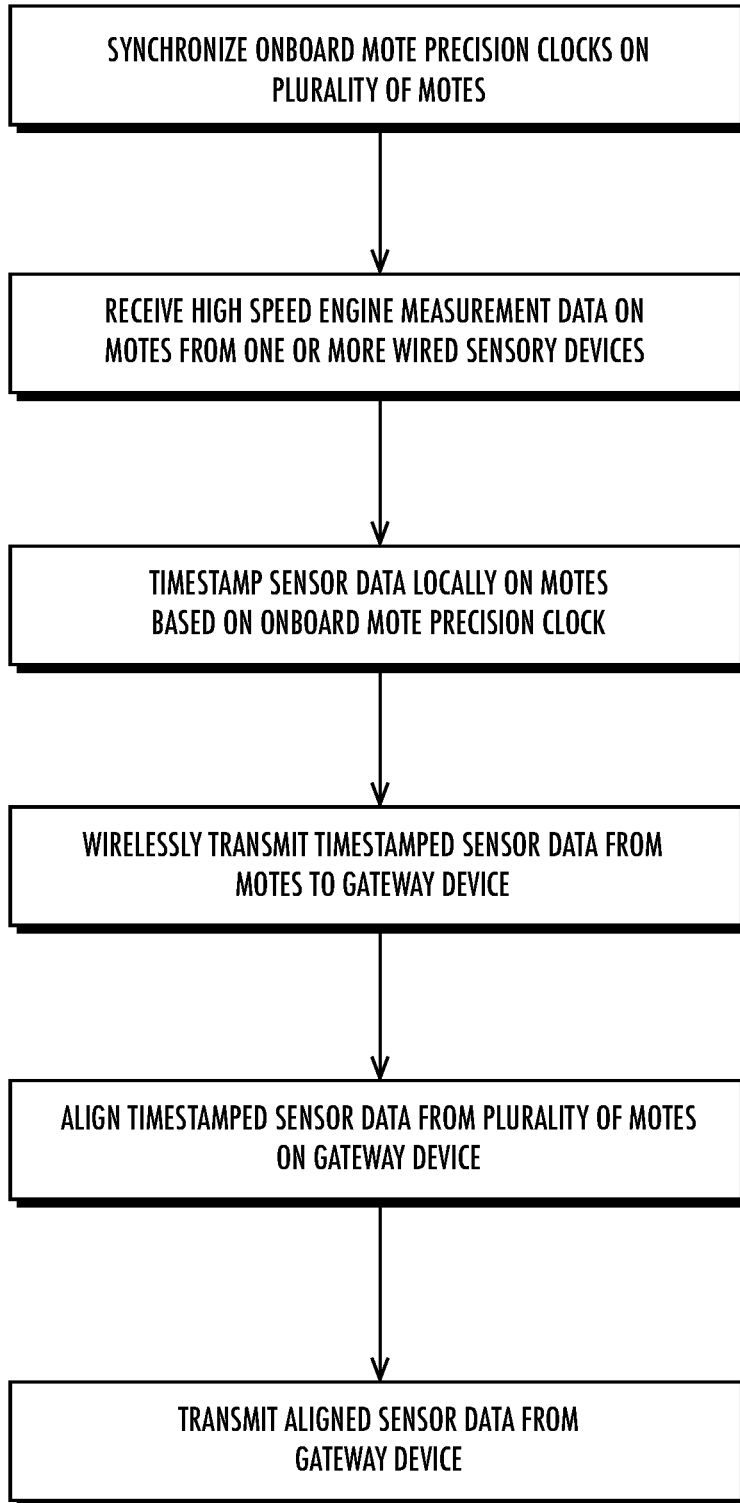 SYNCHRONIZE ONBOARD MOTE PRECISION CLOCKS ON
PLURALITY OF MOTES
RECEIVE HIGH SPEED ENGINE MEASUREMENT DATA ON
MOTES FROM ONE OR MORE WIRED SENSORY DEVICES
TIMESTAMP SENSOR DATA LOCALLY ON MOTES
BASED ON ONBOARD MOTE PRECISION CLOCK
WIRELESSLY TRANSMIT TIMESTAMPED SENSOR DATA FROM
MOTES TO GATEWAY DEVICE
ALIGN TIMESTAMPED SENSOR DATA FROM PLURALITY OF MOTES
ON GATEWAY DEVICE
TRANSMIT ALIGNED SENSOR DATA FROM
GATEWAY DEVICE